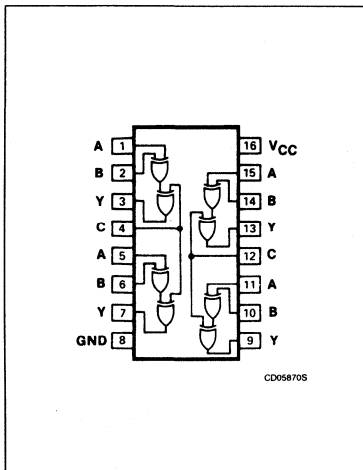 A 1 16 VCC
B 2 15 A
Y 3 14 B
C 4 13 Y
A 5 12 C
B 6 11 A
Y 7 10 B
GND 8 9 Y
CD05870S